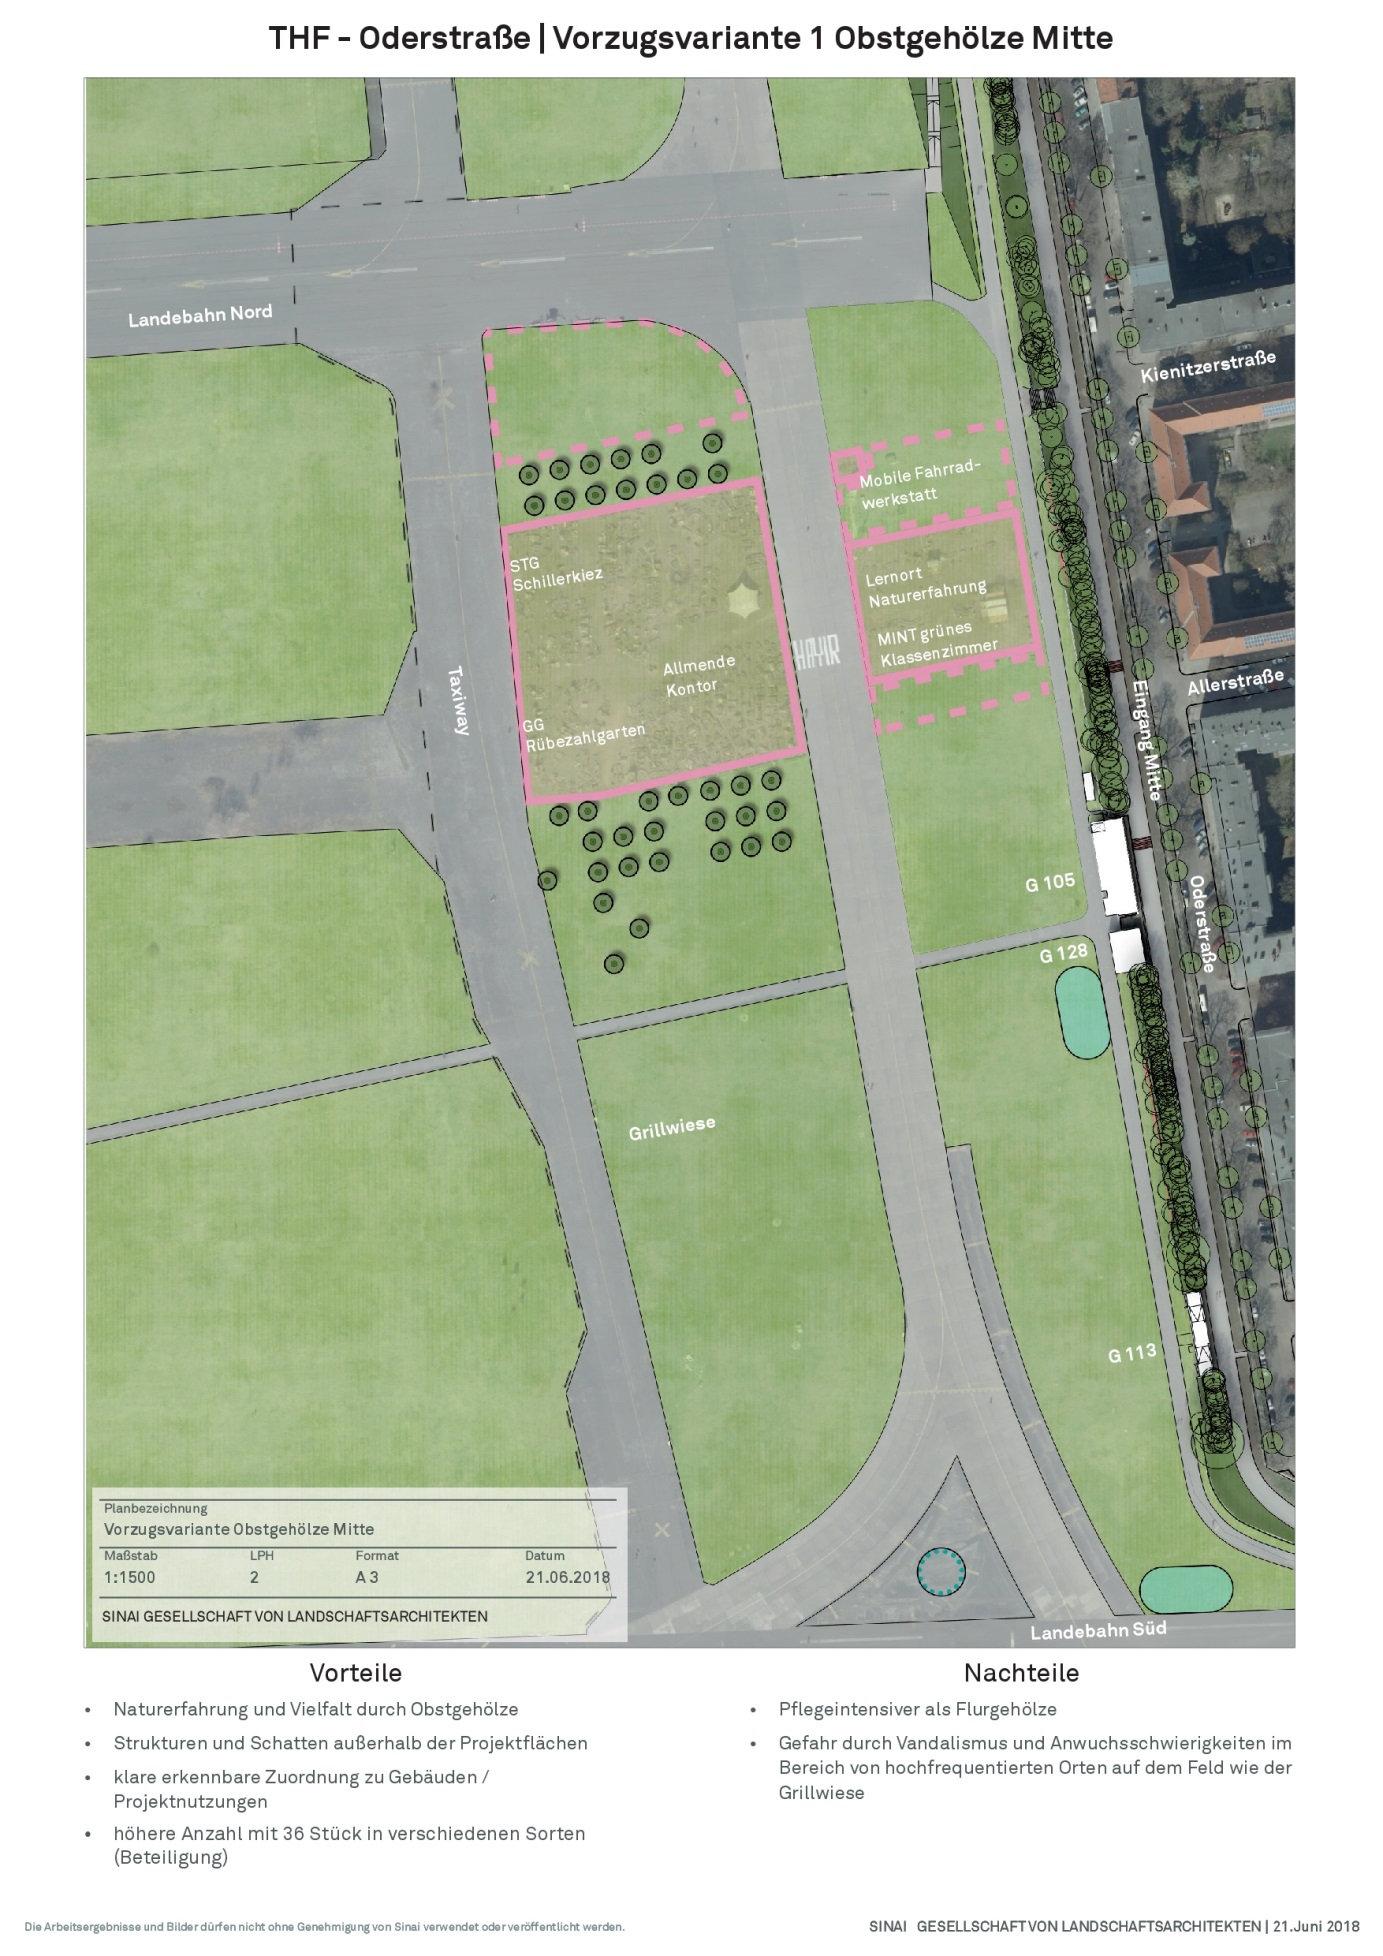 THF - Oderstraße | Vorzugsvariante 1 Obstgehölze Mitte
Landebahn Nord
Kienitzerstraße
Mobile Fahrrad-
werkstatt
STG
Schillerkiez
Lernort
Naturerfahrung
MINT grünes
Klassenzimmer
HAYIR
Allmende
Kontor
GG
Rübezahlgarten
Taxiway
Allerstraße
Eingang Mitte
Oderstraße
G 105
G 128
Grillwiese
G 113
Landebahn Süd
Planbezeichnung
Vorzugsvariante Obstgehölze Mitte
Maßstab LPH Format Datum
1:1500 2 A 3 21.06.2018
SINAI GESELLSCHAFT VON LANDSCHAFTSARCHITEKTEN
Vorteile
• Naturerfahrung und Vielfalt durch Obstgehölze
• Strukturen und Schatten außerhalb der Projektflächen
• klare erkennbare Zuordnung zu Gebäuden /
Projektnutzungen
• höhere Anzahl mit 36 Stück in verschiedenen Sorten
(Beteiligung)
Nachteile
• Pflegeintensiver als Flurgehölze
• Gefahr durch Vandalismus und Anwuchsschwierigkeiten im
Bereich von hochfrequentierten Orten auf dem Feld wie der
Grillwiese
Die Arbeitsergebnisse und Bilder dürfen nicht ohne Genehmigung von Sinai verwendet oder veröffentlicht werden.
SINAI GESELLSCHAFT VON LANDSCHAFTSARCHITEKTEN | 21.Juni 2018